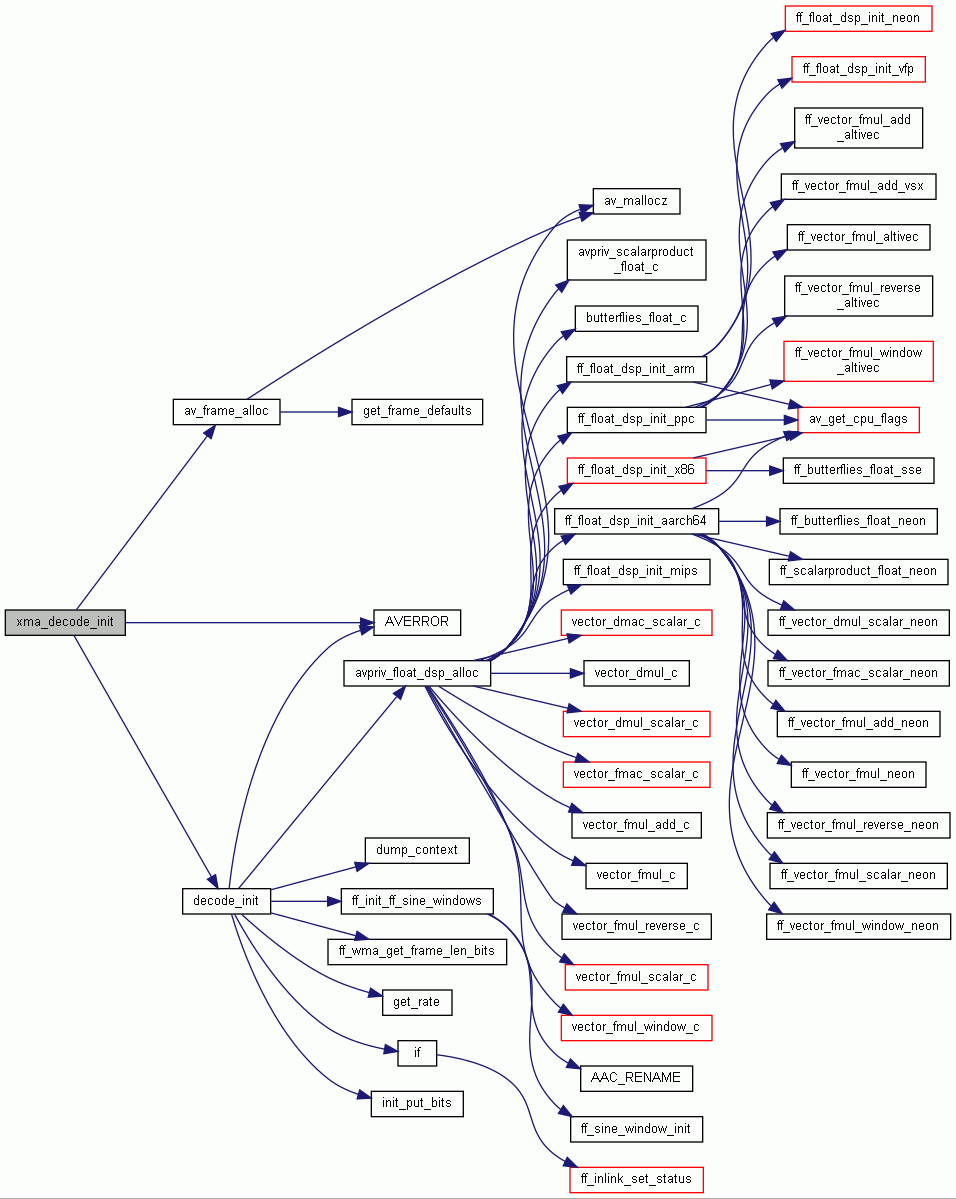 ff_float_dsp_init_neon
ff_float_dsp_init_vfp
ff_vector_fmul_add
_altivec
ff_vector_fmul_add_vsx
av_mallocz
ff_vector_fmul_altivec
avpriv_scalarproduct
_float_c
ff_vector_fmul_reverse
_altivec
butterflies_float_c
ff_vector_fmul_window
_altivec
ff_float_dsp_init_arm
av_frame_alloc
get_frame_defaults
ff_float_dsp_init_ppc
av_get_cpu_flags
ff_float_dsp_init_x86
ff_butterflies_float_sse
ff_float_dsp_init_aarch64
ff_butterflies_float_neon
ff_float_dsp_init_mips
ff_scalarproduct_float_neon
xma_decode_init
AVERROR
vector_dmac_scalar_c
ff_vector_dmul_scalar_neon
avpriv_float_dsp_alloc
vector_dmul_c
ff_vector_fmac_scalar_neon
vector_dmul_scalar_c
ff_vector_fmul_add_neon
vector_fmac_scalar_c
ff_vector_fmul_neon
vector_fmul_add_c
ff_vector_fmul_reverse_neon
dump_context
vector_fmul_c
ff_vector_fmul_scalar_neon
decode_init
ff_init_ff_sine_windows
vector_fmul_reverse_c
ff_vector_fmul_window_neon
ff_wma_get_frame_len_bits
vector_fmul_scalar_c
get_rate
vector_fmul_window_c
if
AAC_RENAME
init_put_bits
ff_sine_window_init
ff_inlink_set_status